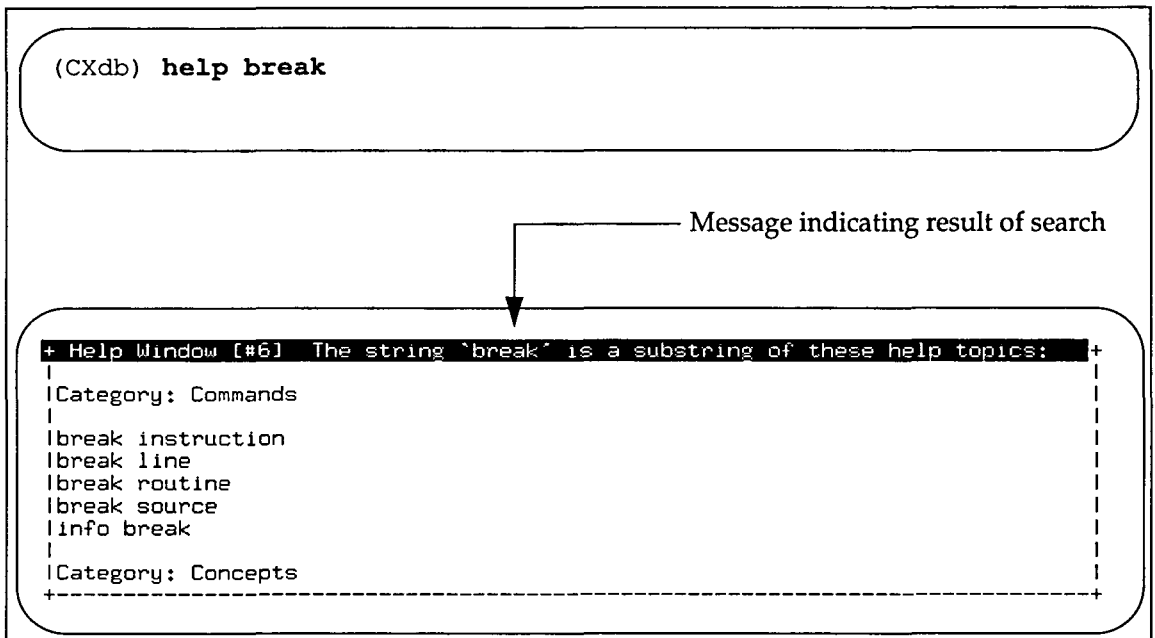 (CXdb) help break
Message indicating result of search
+ Help Window [#6]  The string `break´ is a substring of these help topics:  +
|
|Category: Commands
|
|break instruction
|break line
|break routine
|break source
|info break
|
|Category: Concepts
+------------------------------------------------------------------------------+